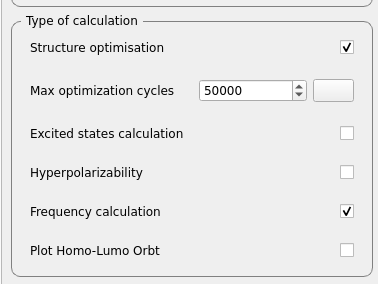 Type of calculation
Structure optimisation
Max optimization cycles 50000
Excited states calculation
Hyperpolarizability
Frequency calculation
Plot Homo-Lumo Orbt